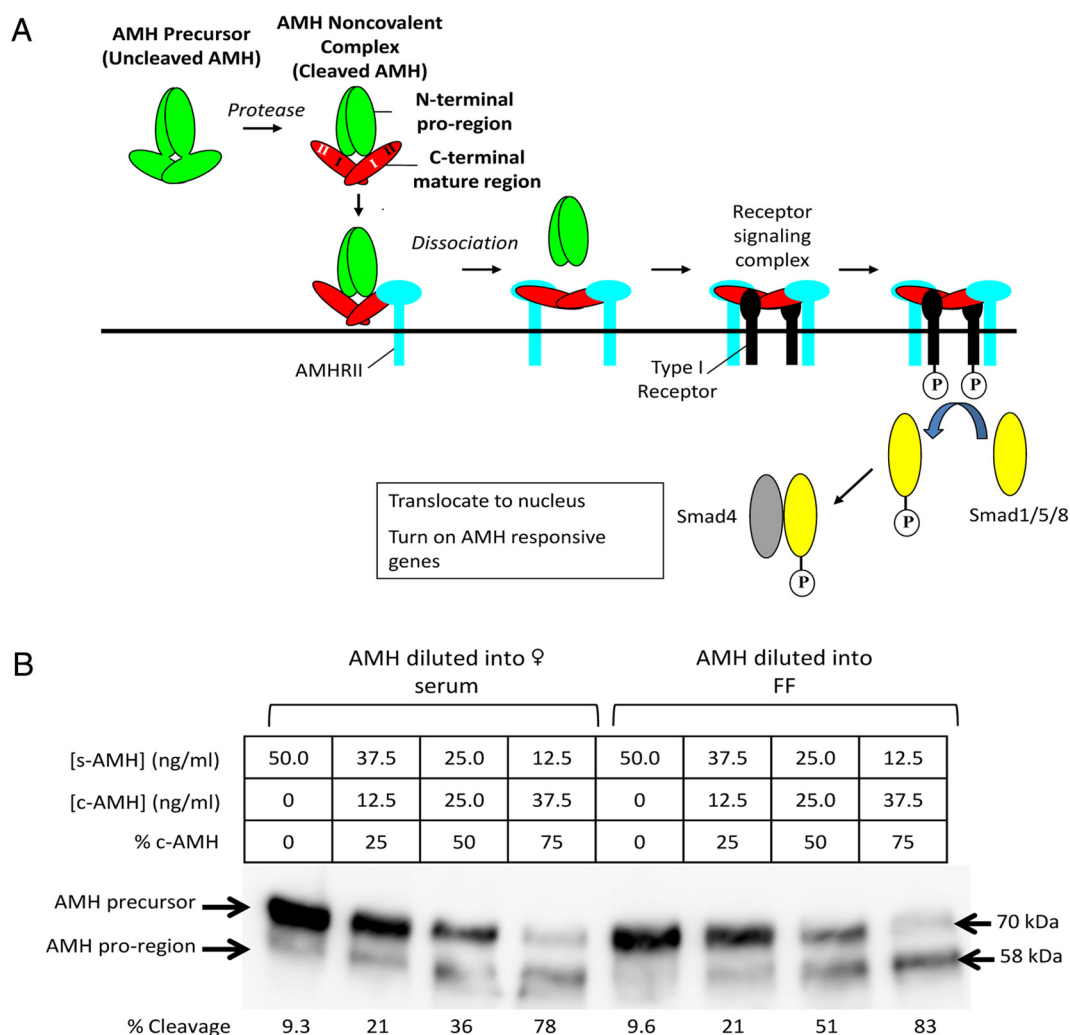 A
AMH Precursor
(Uncleaved AMH)
AMH Noncovalent
Complex
(Cleaved AMH)
Protease
N-terminal
pro-region
II I I II
C-terminal
mature region
Dissociation
Receptor
signaling
complex
AMHRII
Type I
Receptor
P P
P
Smad1/5/8
Smad4
P
Translocate to nucleus
Turn on AMH responsive
genes
B
AMH diluted into ♀
serum
AMH diluted into
FF
[s-AMH] (ng/ml) 50.0 37.5 25.0 12.5 50.0 37.5 25.0 12.5
[c-AMH] (ng/ml) 0 12.5 25.0 37.5 0 12.5 25.0 37.5
% c-AMH 0 25 50 75 0 25 50 75
AMH precursor 70 kDa
AMH pro-region 58 kDa
% Cleavage 9.3 21 36 78 9.6 21 51 83